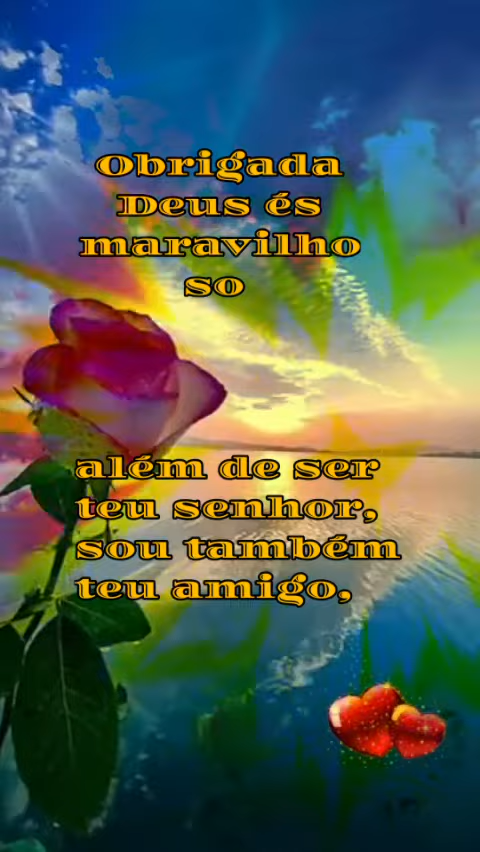 Obrigada
Deus és
maravilho
so
além de ser
teu senhor,
sou também
teu amigo,